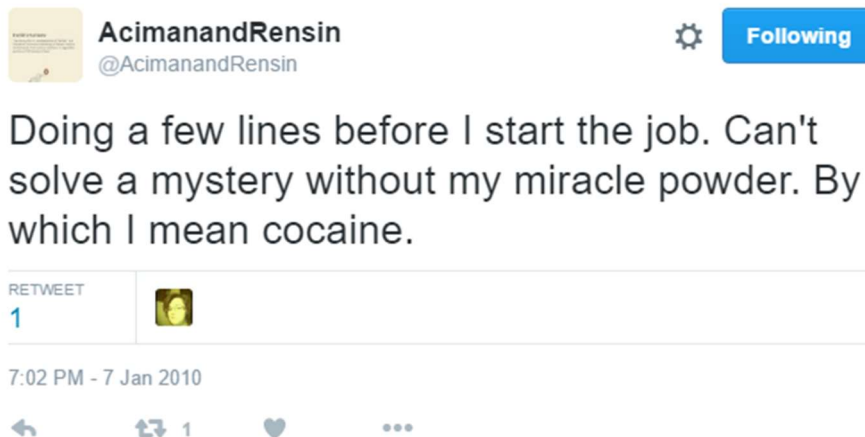 AcimanandRensin
@AcimanandRensin
Following
Doing a few lines before I start the job. Can't
solve a mystery without my miracle powder. By
which I mean cocaine.
RETWEET
1
7:02 PM - 7 Jan 2010
1